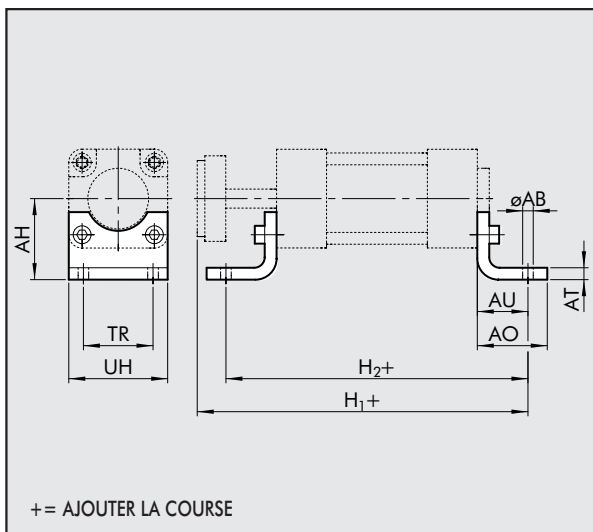 øAB
AH
AT
AU
AO
TR
UH
H₂+
H₁+
+= AJOUTER LA COURSE